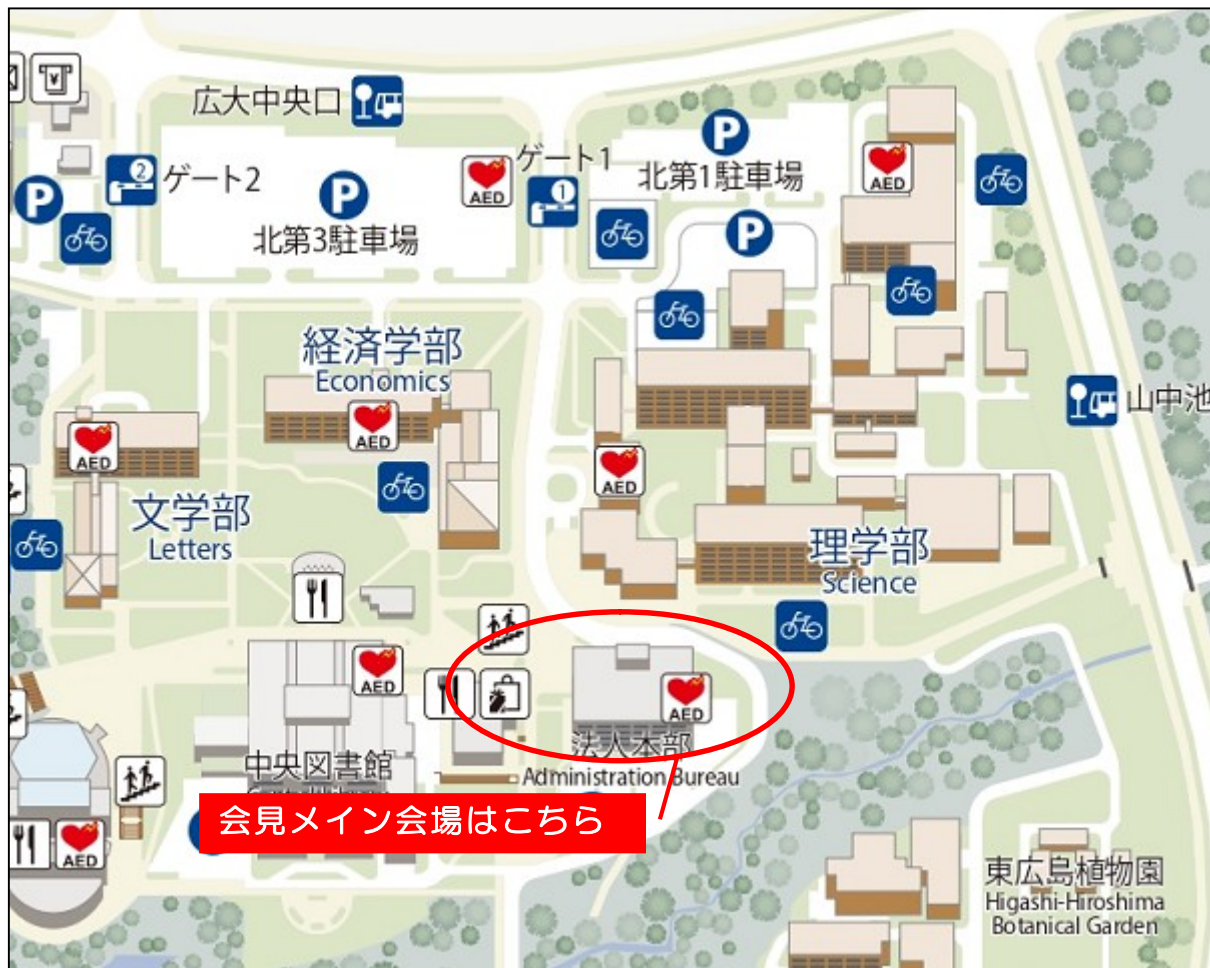 広大中央口
ゲート2
2
P
P
北第3駐車場
AED
ゲート1
1
P
北第1駐車場
P
AED
経済学部
Economics
AED
AED
文学部
Letters
AED
理学部
Science
山中池
AED
AED
中央図書館
法人本部
Administration Bureau
会見メイン会場はこちら
AED
東広島植物園
Higashi-Hiroshima
Botanical Garden